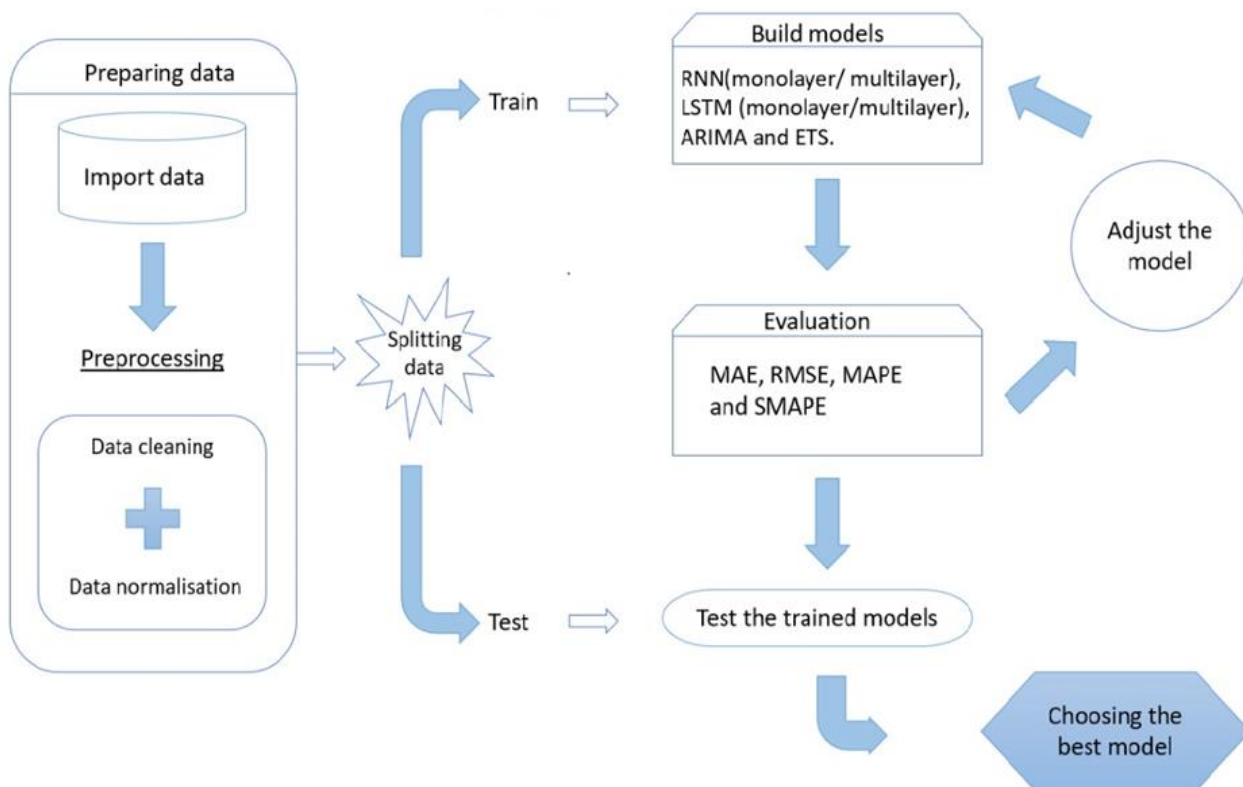 Preparing data
Import data
Preprocessing
Data cleaning
Data normalisation
Splitting
data
Train
Test
Build models
RNN(monolayer/ multilayer),
LSTM (monolayer/multilayer),
ARIMA and ETS.
Evaluation
MAE, RMSE, MAPE
and SMAPE
Adjust the
model
Test the trained models
Choosing the
best model